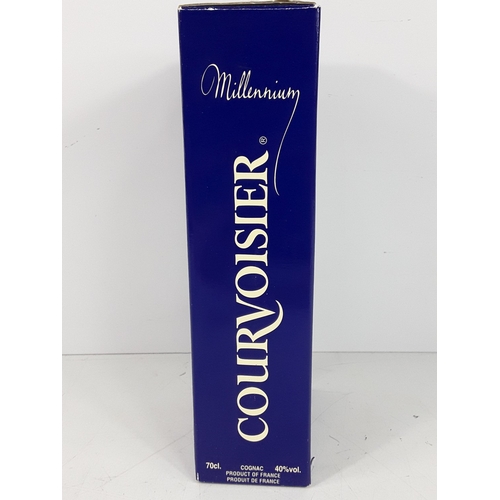 Millennium
COURVOISIER®
70cl. COGNAC 40%vol.
PRODUCT OF FRANCE
PRODUIT DE FRANCE